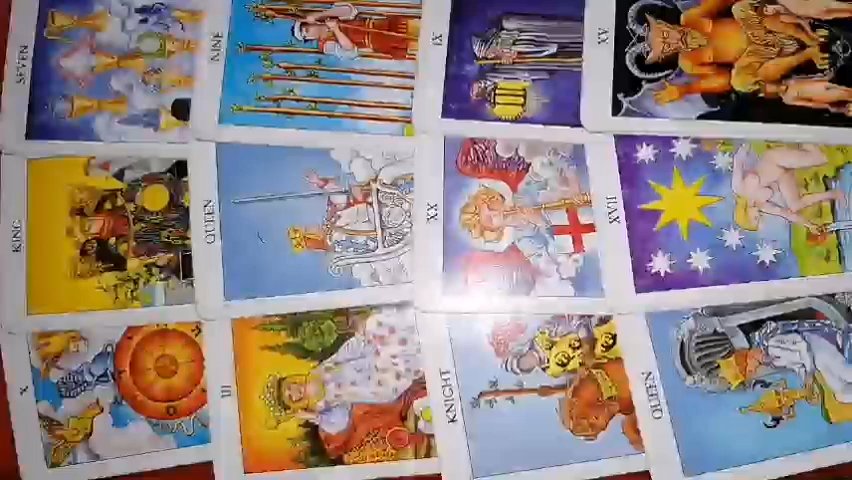 SEVEN
NINE
IX
XV
KING
QUEEN
XX
XVII
X
III
KNIGHT
QUEEN